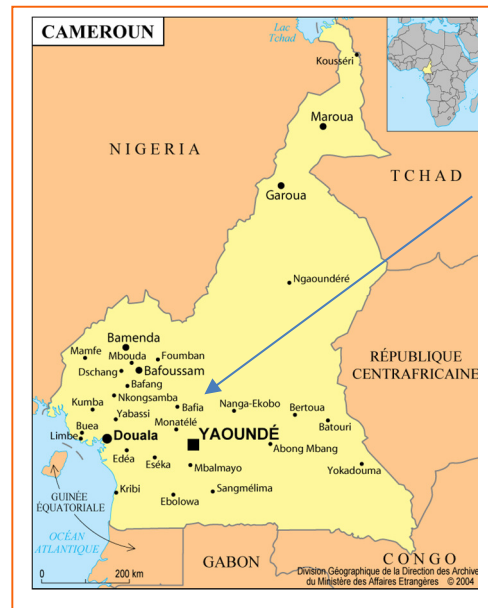 CAMEROUN
Lac
Tchad
Kousséri
Maroua
NIGERIA
TCHAD
Garoua
Ngaoundéré
Bamenda
Mamfe
Mbouda
Foumban
Dschang
Bafoussam
RÉPUBLIQUE
CENTRAFRICAINE
Bafang
Nkongsamba
Kumba
Bafia
Nanga-Ekobo
Yabassi
Bertoua
Batouri
Buea
Monatélé
Limbe
Douala
YAOUNDÉ
Abong Mbang
Edéa
Eséka
Mbalmayo
Yokadouma
GUINÉE
ÉQUATORIALE
Kribi
Sangmélima
Ebolowa
OCÉAN
ATLANTIQUE
GABON
CONGO
0 200 km
Division Géographique de la Direction des Archive
du Ministère des Affaires Etrangères © 2004